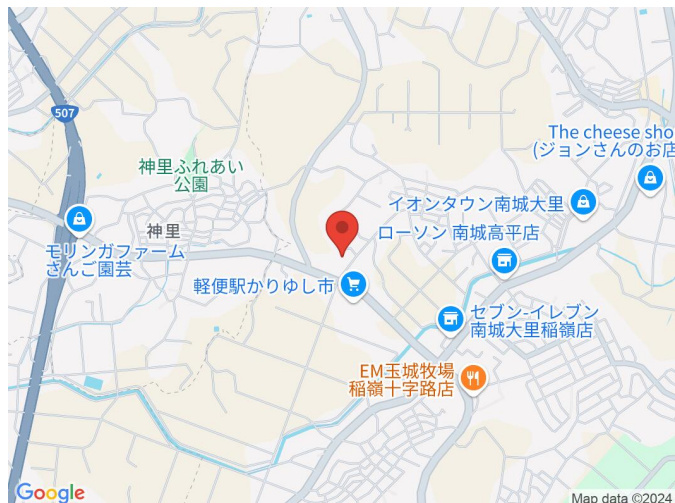 507
The cheese sho
(ジョンさんのお店
神里ふれあい
公園
イオンタウン南城大里
神里
ローソン 南城高平店
モリンガファーム
さんご園芸
軽便駅かりゆし市
セブン-イレブン
南城大里稲嶺店
EM玉城牧場
稲嶺十字路店
Google
Map data ©2024